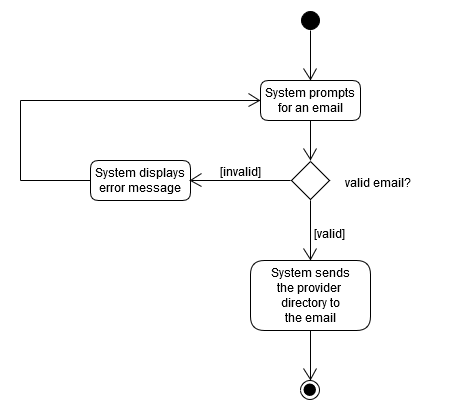 System prompts
for an email
[invalid]
System displays
error message
valid email?
[valid]
System sends
the provider
directory to
the email